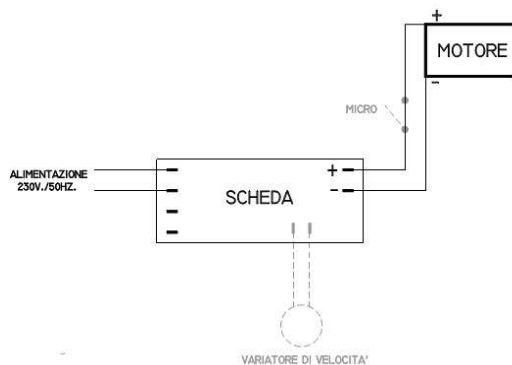 +
MOTORE
-
MICRO
ALIMENTAZIONE
230V./50HZ.
+
-
SCHEDA
VARIATORE DI VELOCITA'